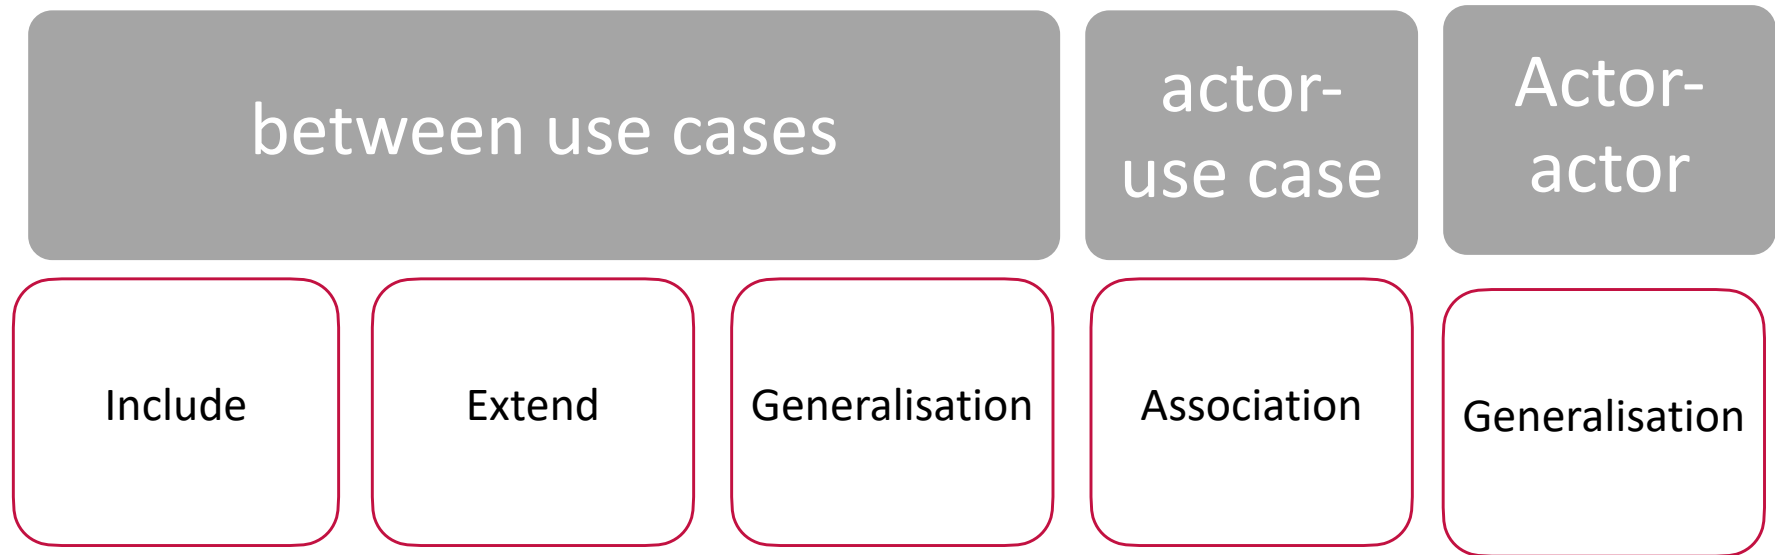 between use cases
actor-
use case
Actor-
actor
Include
Extend
Generalisation
Association
Generalisation